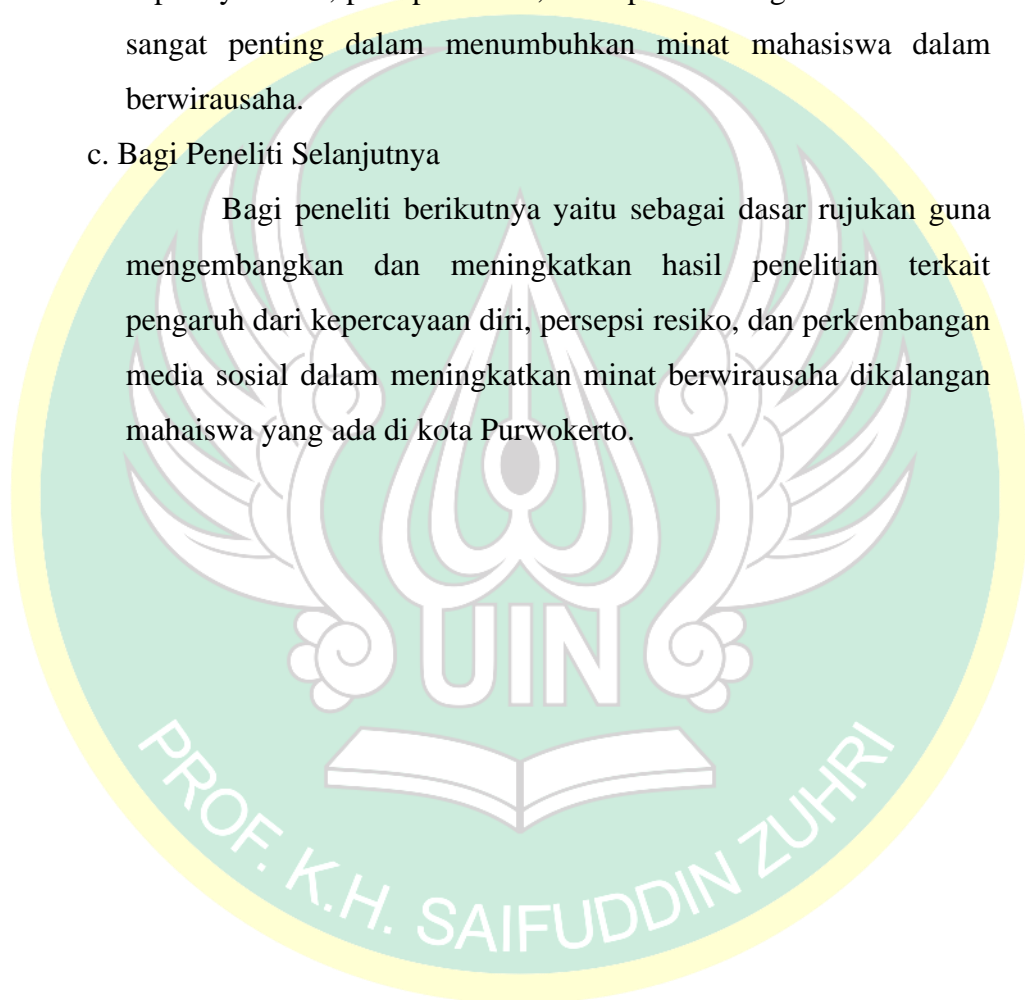 sangat penting dalam menumbuhkan minat mahasiswa dalam
berwirausaha.
c. Bagi Peneliti Selanjutnya
Bagi peneliti berikutnya yaitu sebagai dasar rujukan guna
mengembangkan dan meningkatkan hasil penelitian terkait
pengaruh dari kepercayaan diri, persepsi resiko, dan perkembangan
media sosial dalam meningkatkan minat berwirausaha dikalangan
mahaiswa yang ada di kota Purwokerto.
UIN
PROF. K.H. SAIFUDDIN ZUHRI